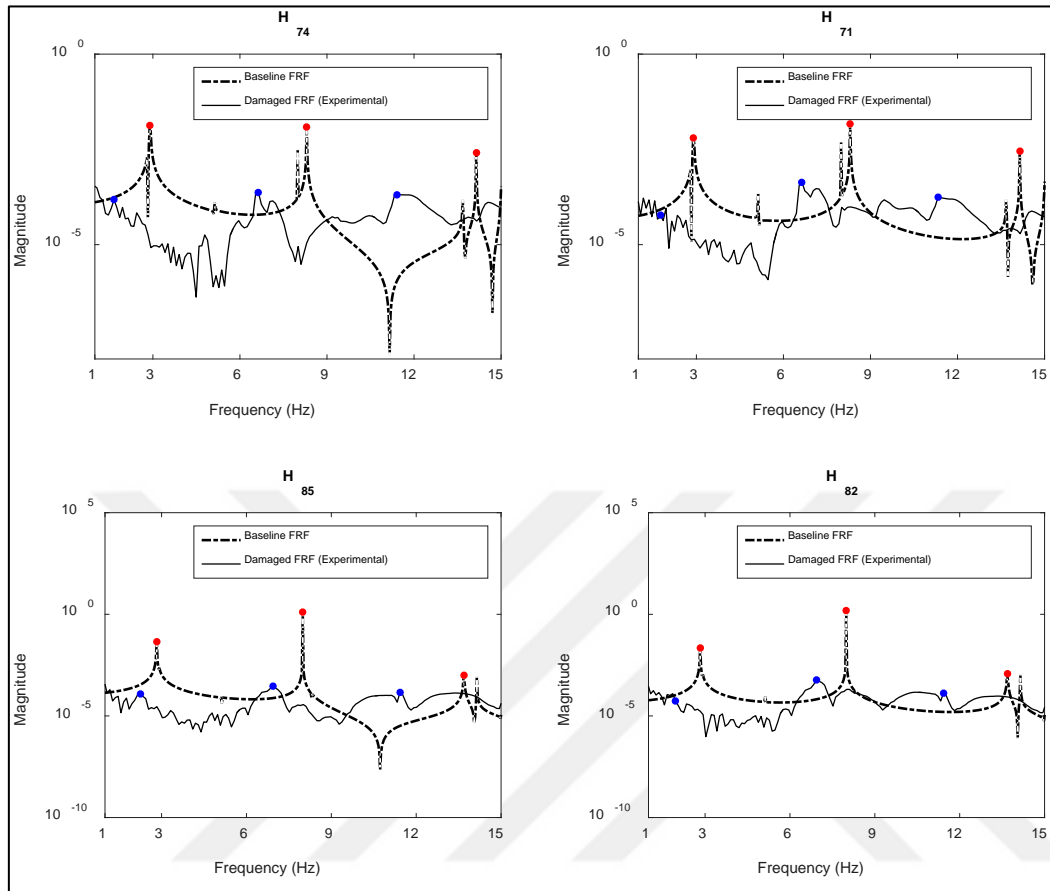 H 74
10 0
Baseline FRF
Damaged FRF (Experimental)
Magnitude
10 -5
1 3 6 9 12 15
Frequency (Hz)
H 71
10 0
Baseline FRF
Damaged FRF (Experimental)
Magnitude
10 -5
1 3 6 9 12 15
Frequency (Hz)
H 85
10 5
Baseline FRF
Damaged FRF (Experimental)
10 0
Magnitude
10 -5
10 -10
1 3 6 9 12 15
Frequency (Hz)
H 82
10 5
Baseline FRF
Damaged FRF (Experimental)
10 0
Magnitude
10 -5
10 -10
1 3 6 9 12 15
Frequency (Hz)